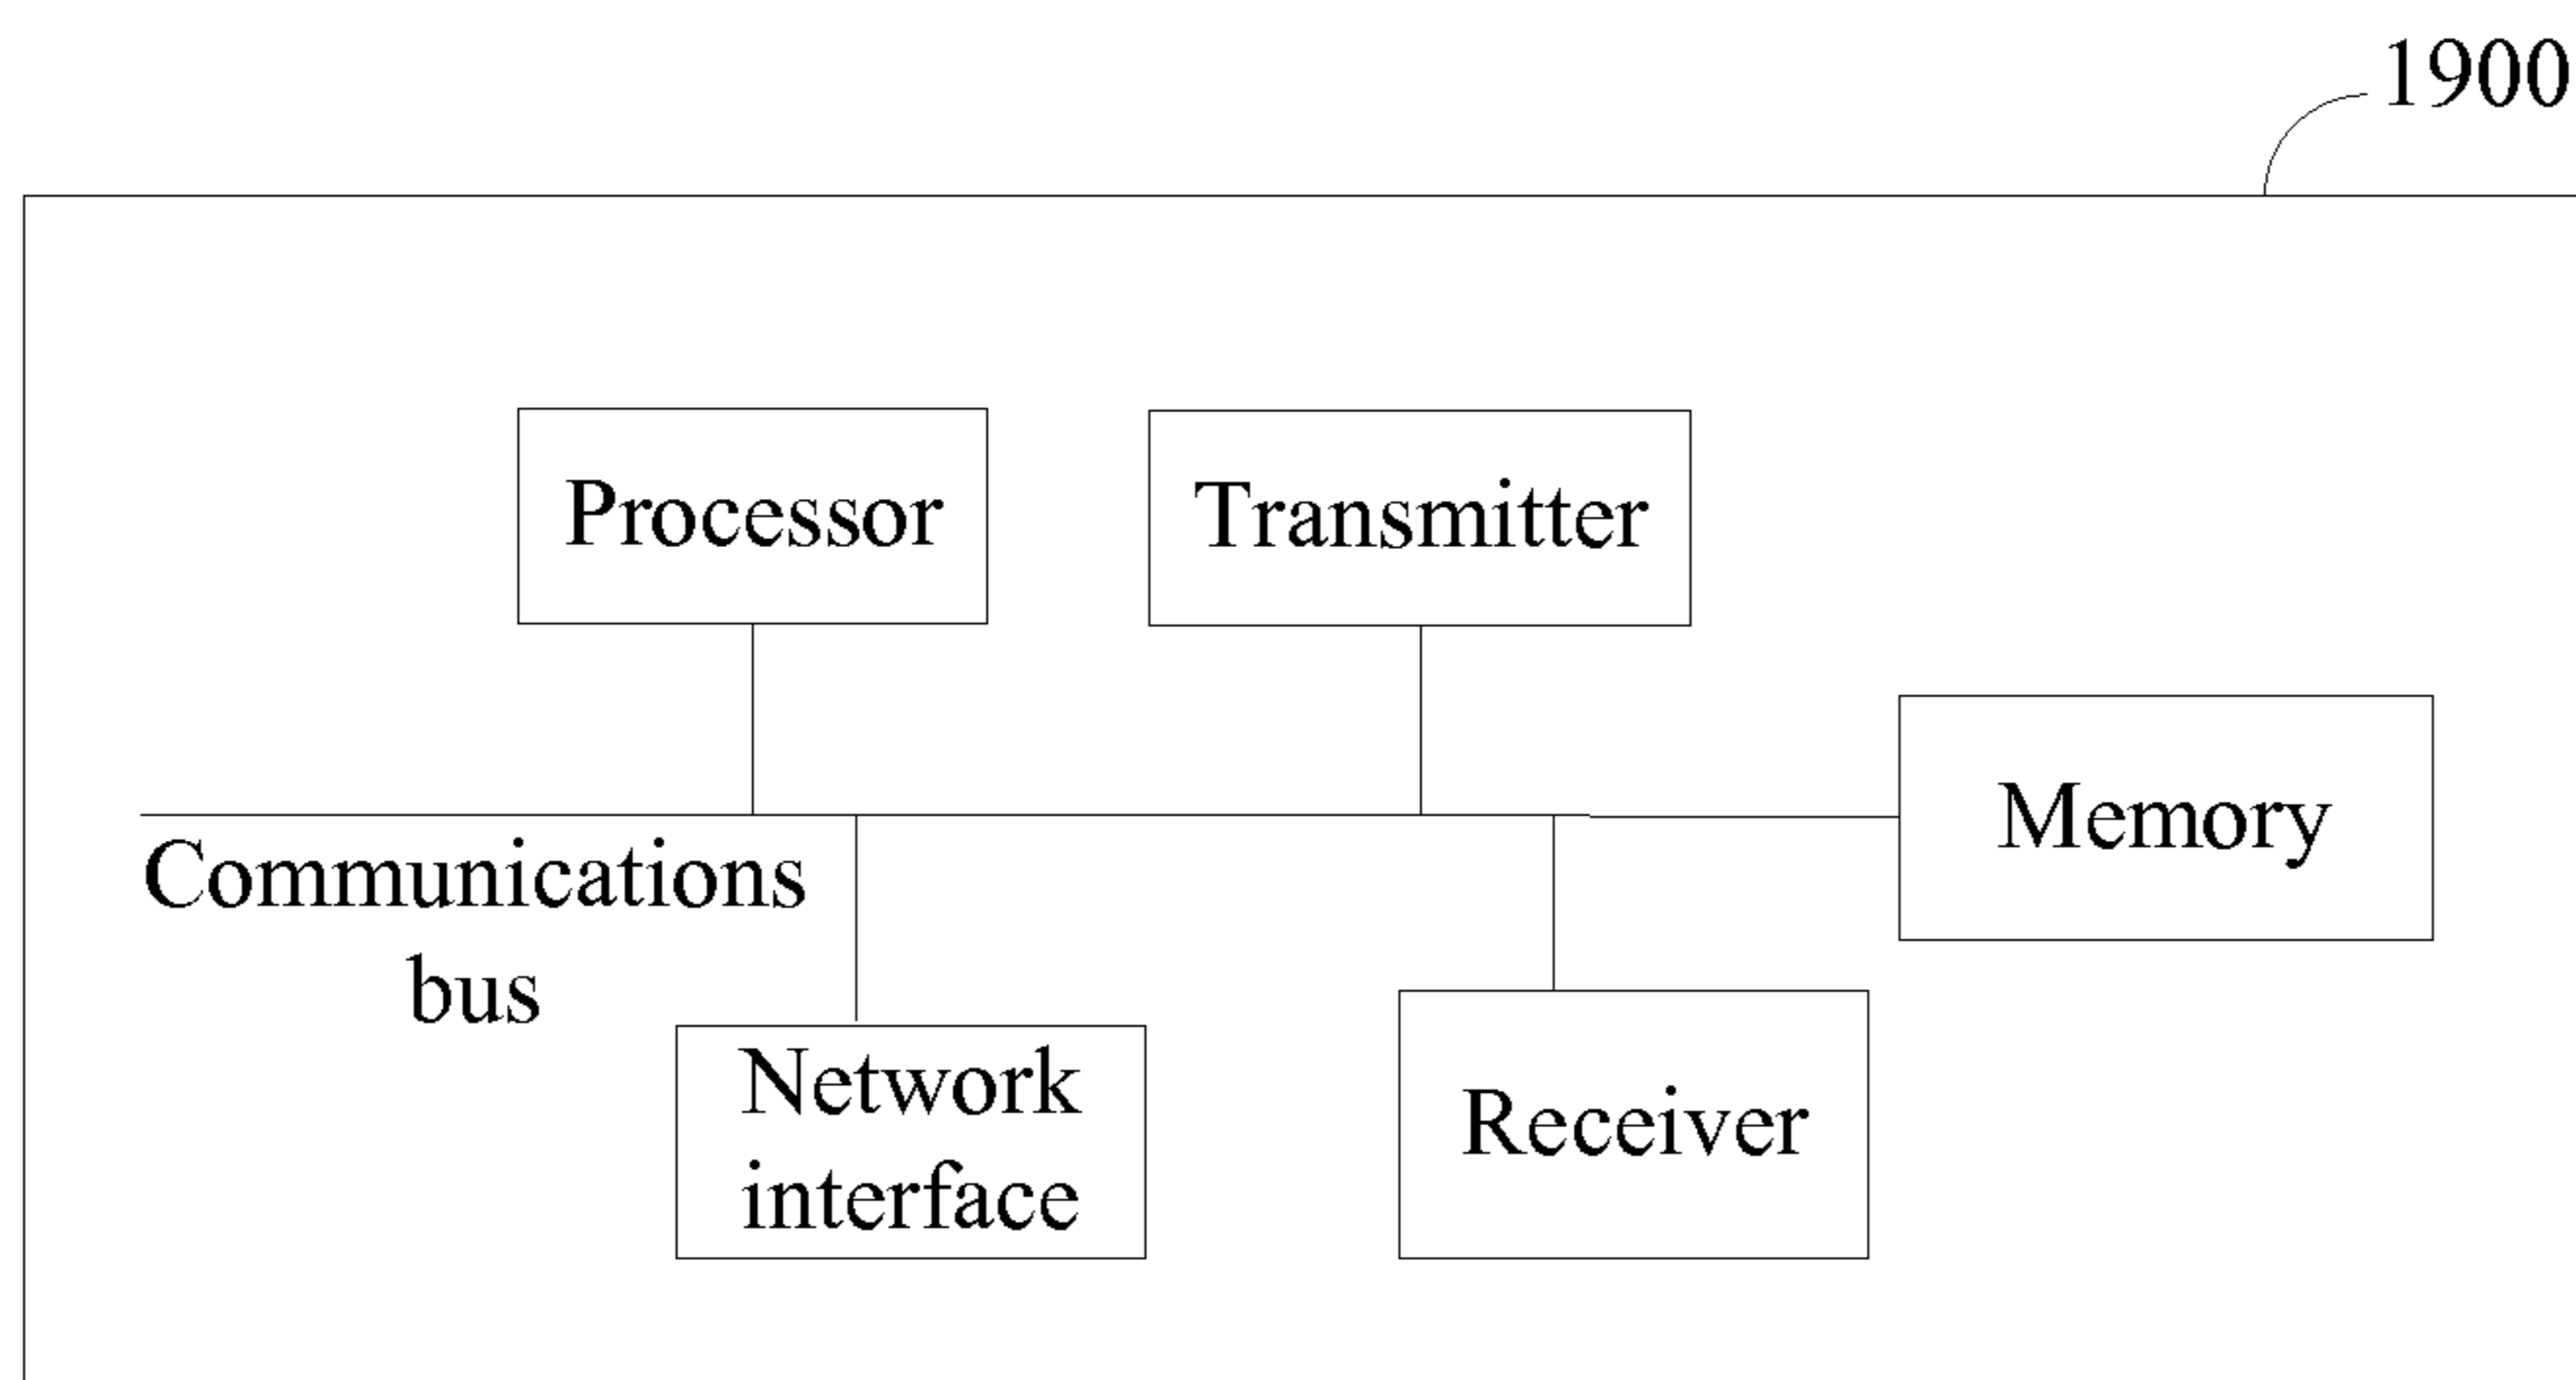 1900
Processor
Transmitter
Memory
Communications
bus
Network
interface
Receiver